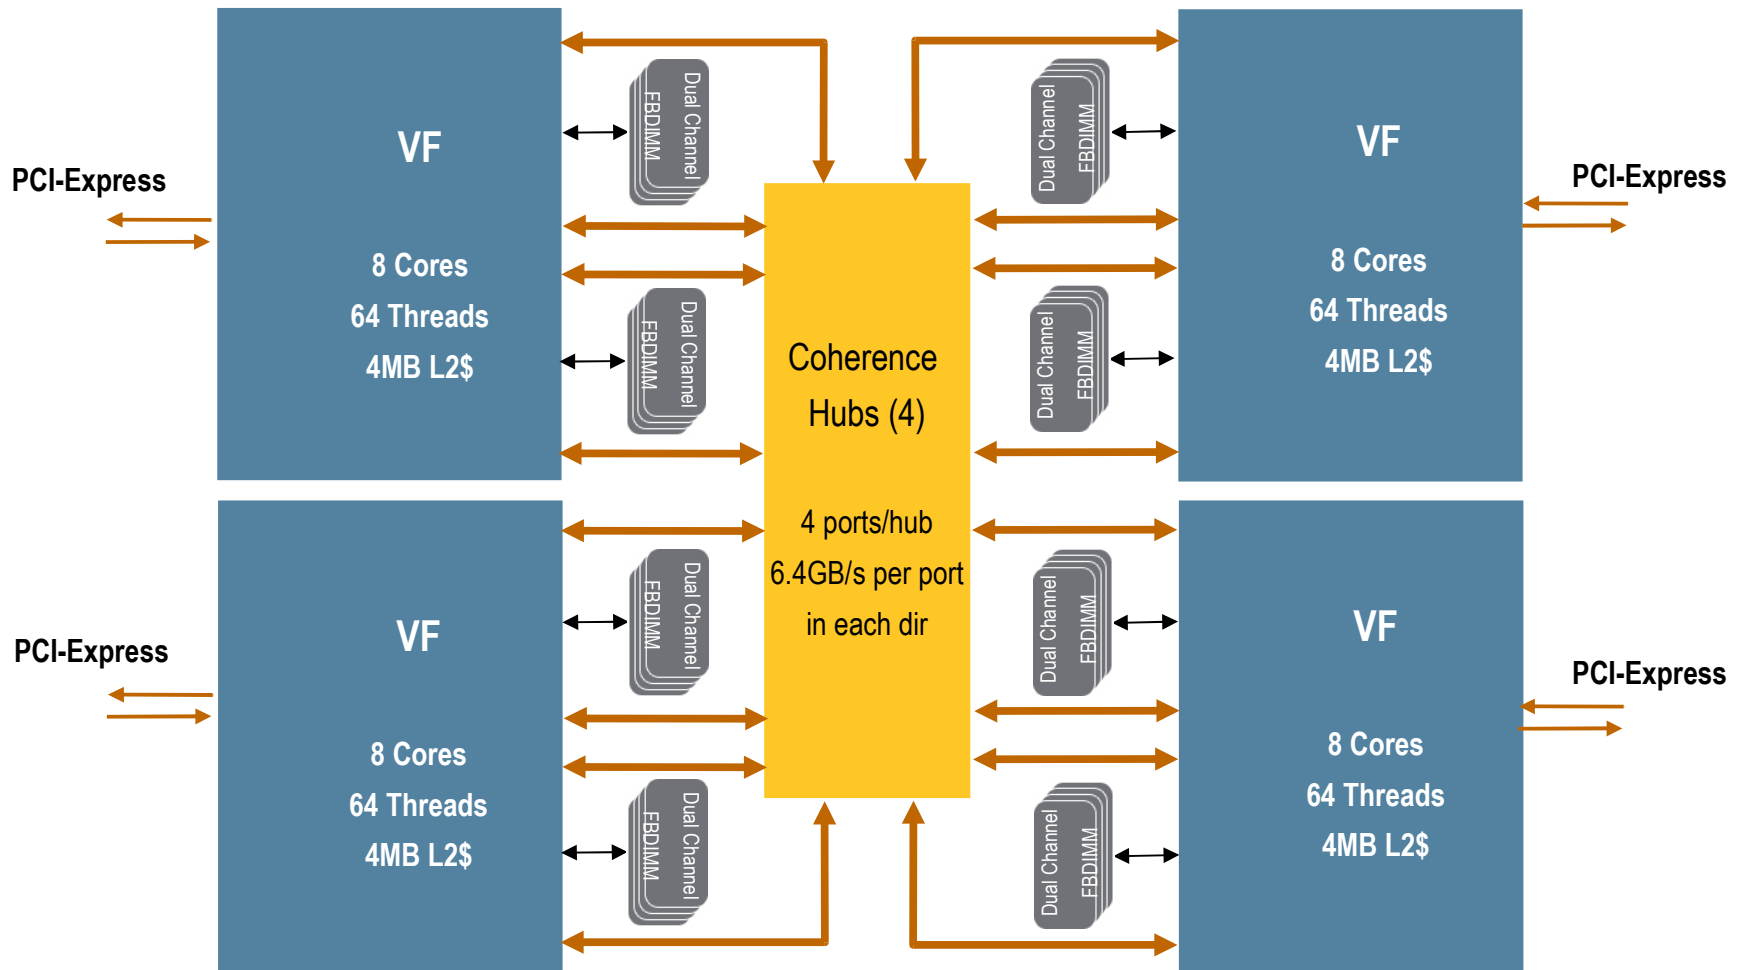 PCI-Express
VF
8 Cores
64 Threads
4MB L2$
Dual Channel
FBDIMM
Dual Channel
FBDIMM
Coherence
Hubs (4)
4 ports/hub
6.4GB/s per port
in each dir
Dual Channel
FBDIMM
Dual Channel
FBDIMM
VF
8 Cores
64 Threads
4MB L2$
PCI-Express
PCI-Express
VF
8 Cores
64 Threads
4MB L2$
Dual Channel
FBDIMM
Dual Channel
FBDIMM
Dual Channel
FBDIMM
Dual Channel
FBDIMM
VF
8 Cores
64 Threads
4MB L2$
PCI-Express